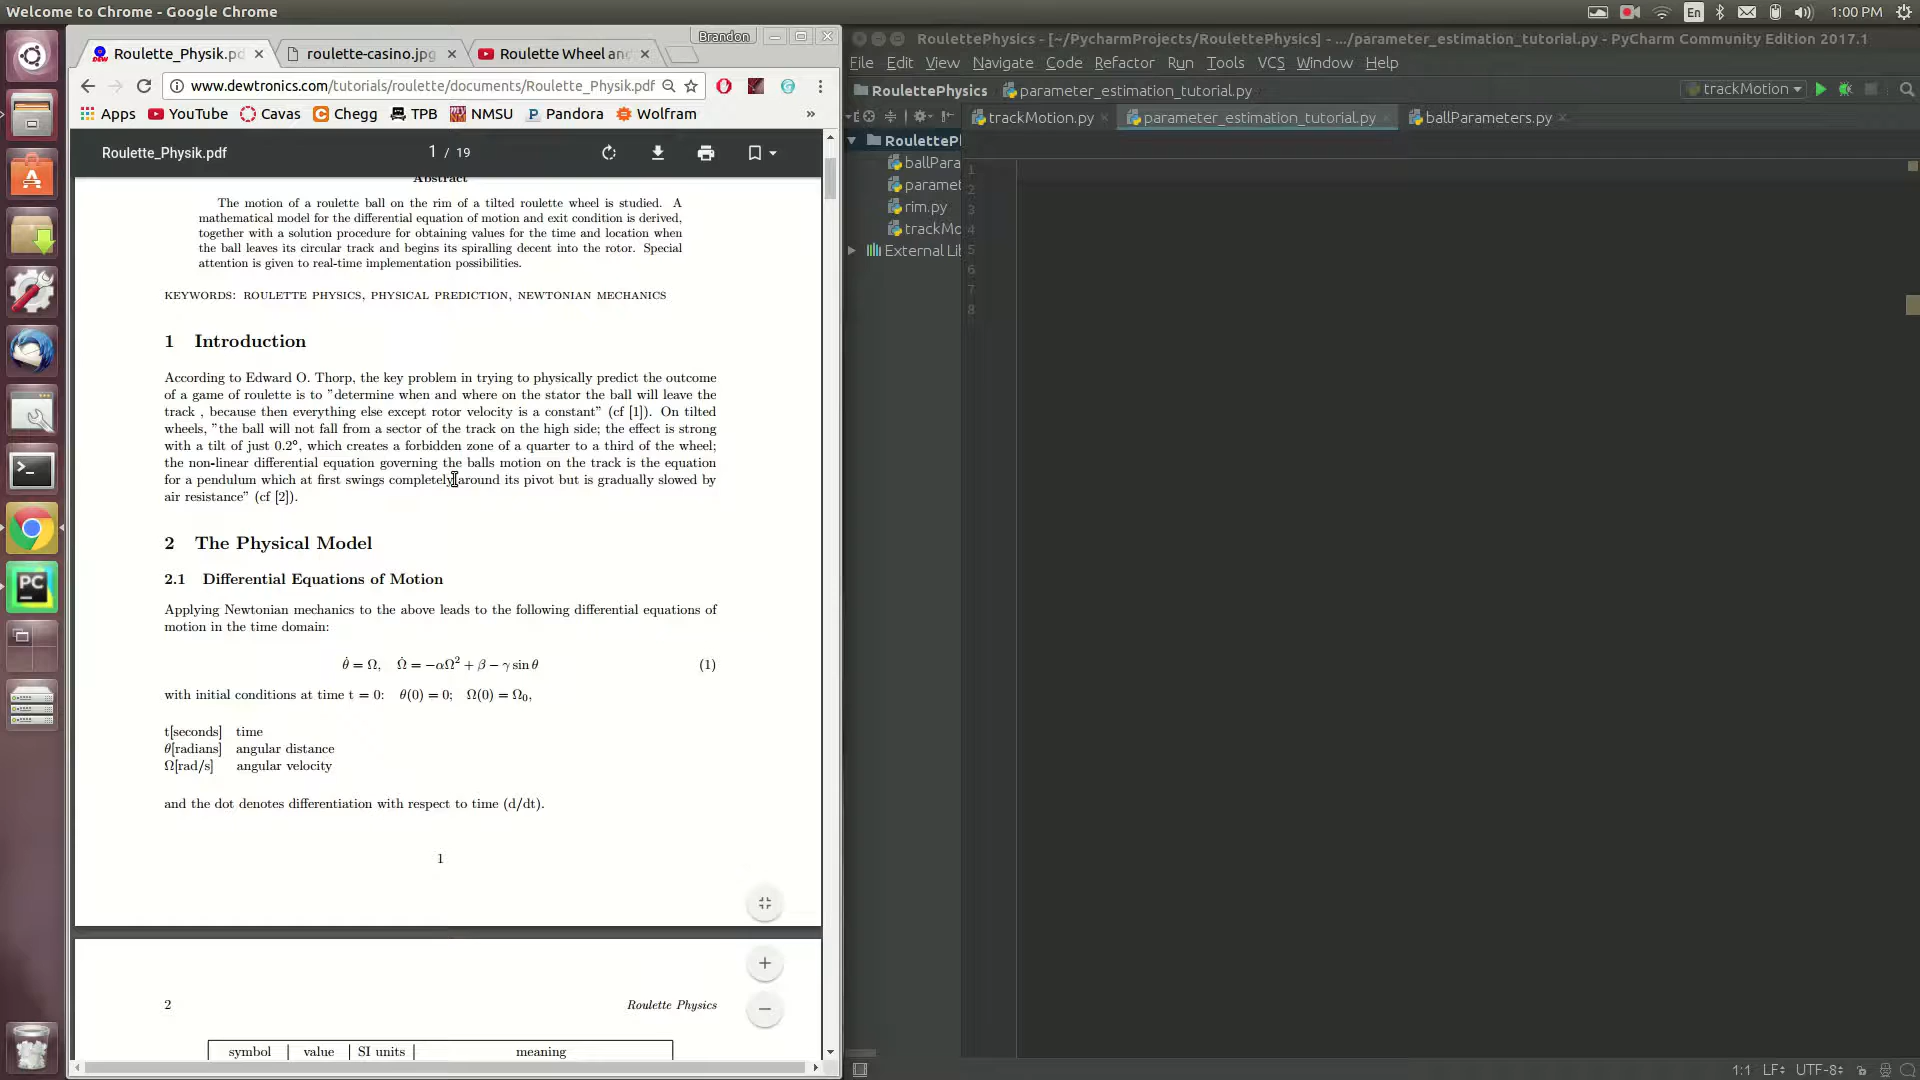 Welcome to Chrome - Google Chrome
En
1:00 PM
Roulette_Physik.pd
roulette-casino.jpg
Roulette Wheel and
Brandon
www.dewtronics.com/tutorials/roulette/documents/Roulette_Physik.pdf
Apps
YouTube
Cavas
Chegg
TPB
NMSU
Pandora
Wolfram
»
Roulette_Physik.pdf
1 / 19
Abstract
The motion of a roulette ball on the rim of a tilted roulette wheel is studied. A
mathematical model for the differential equation of motion and exit condition is derived,
together with a solution procedure for obtaining values for the time and location when
the ball leaves its circular track and begins its spiralling decent into the rotor. Special
attention is given to real-time implementation possibilities.
KEYWORDS: ROULETTE PHYSICS, PHYSICAL PREDICTION, NEWTONIAN MECHANICS
1 Introduction
According to Edward O. Thorp, the key problem in trying to physically predict the outcome
of a game of roulette is to ”determine when and where on the stator the ball will leave the
track , because then everything else except rotor velocity is a constant” (cf [1]). On tilted
wheels, ”the ball will not fall from a sector of the track on the high side; the effect is strong
with a tilt of just 0.2°, which creates a forbidden zone of a quarter to a third of the wheel;
the non-linear differential equation governing the balls motion on the track is the equation
for a pendulum which at first swings completely around its pivot but is gradually slowed by
air resistance” (cf [2]).
2 The Physical Model
2.1 Differential Equations of Motion
Applying Newtonian mechanics to the above leads to the following differential equations of
motion in the time domain:
θ̇ = Ω, Ω̇ = −αΩ² + β − γ sin θ (1)
with initial conditions at time t = 0: θ(0) = 0; Ω(0) = Ω₀,
t[seconds] time
θ[radians] angular distance
Ω[rad/s] angular velocity
and the dot denotes differentiation with respect to time (d/dt).
1
2 Roulette Physics
symbol value SI units meaning
RoulettePhysics - [~/PycharmProjects/RoulettePhysics] - .../parameter_estimation_tutorial.py - PyCharm Community Edition 2017.1
File Edit View Navigate Code Refactor Run Tools VCS Window Help
RoulettePhysics
parameter_estimation_tutorial.py
trackMotion
trackMotion.py
parameter_estimation_tutorial.py
ballParameters.py
RouletteP
ballPara
paramet
rim.py
trackMo
External Lib
1
2
3
4
5
6
7
8
1:1 LF UTF-8
PC